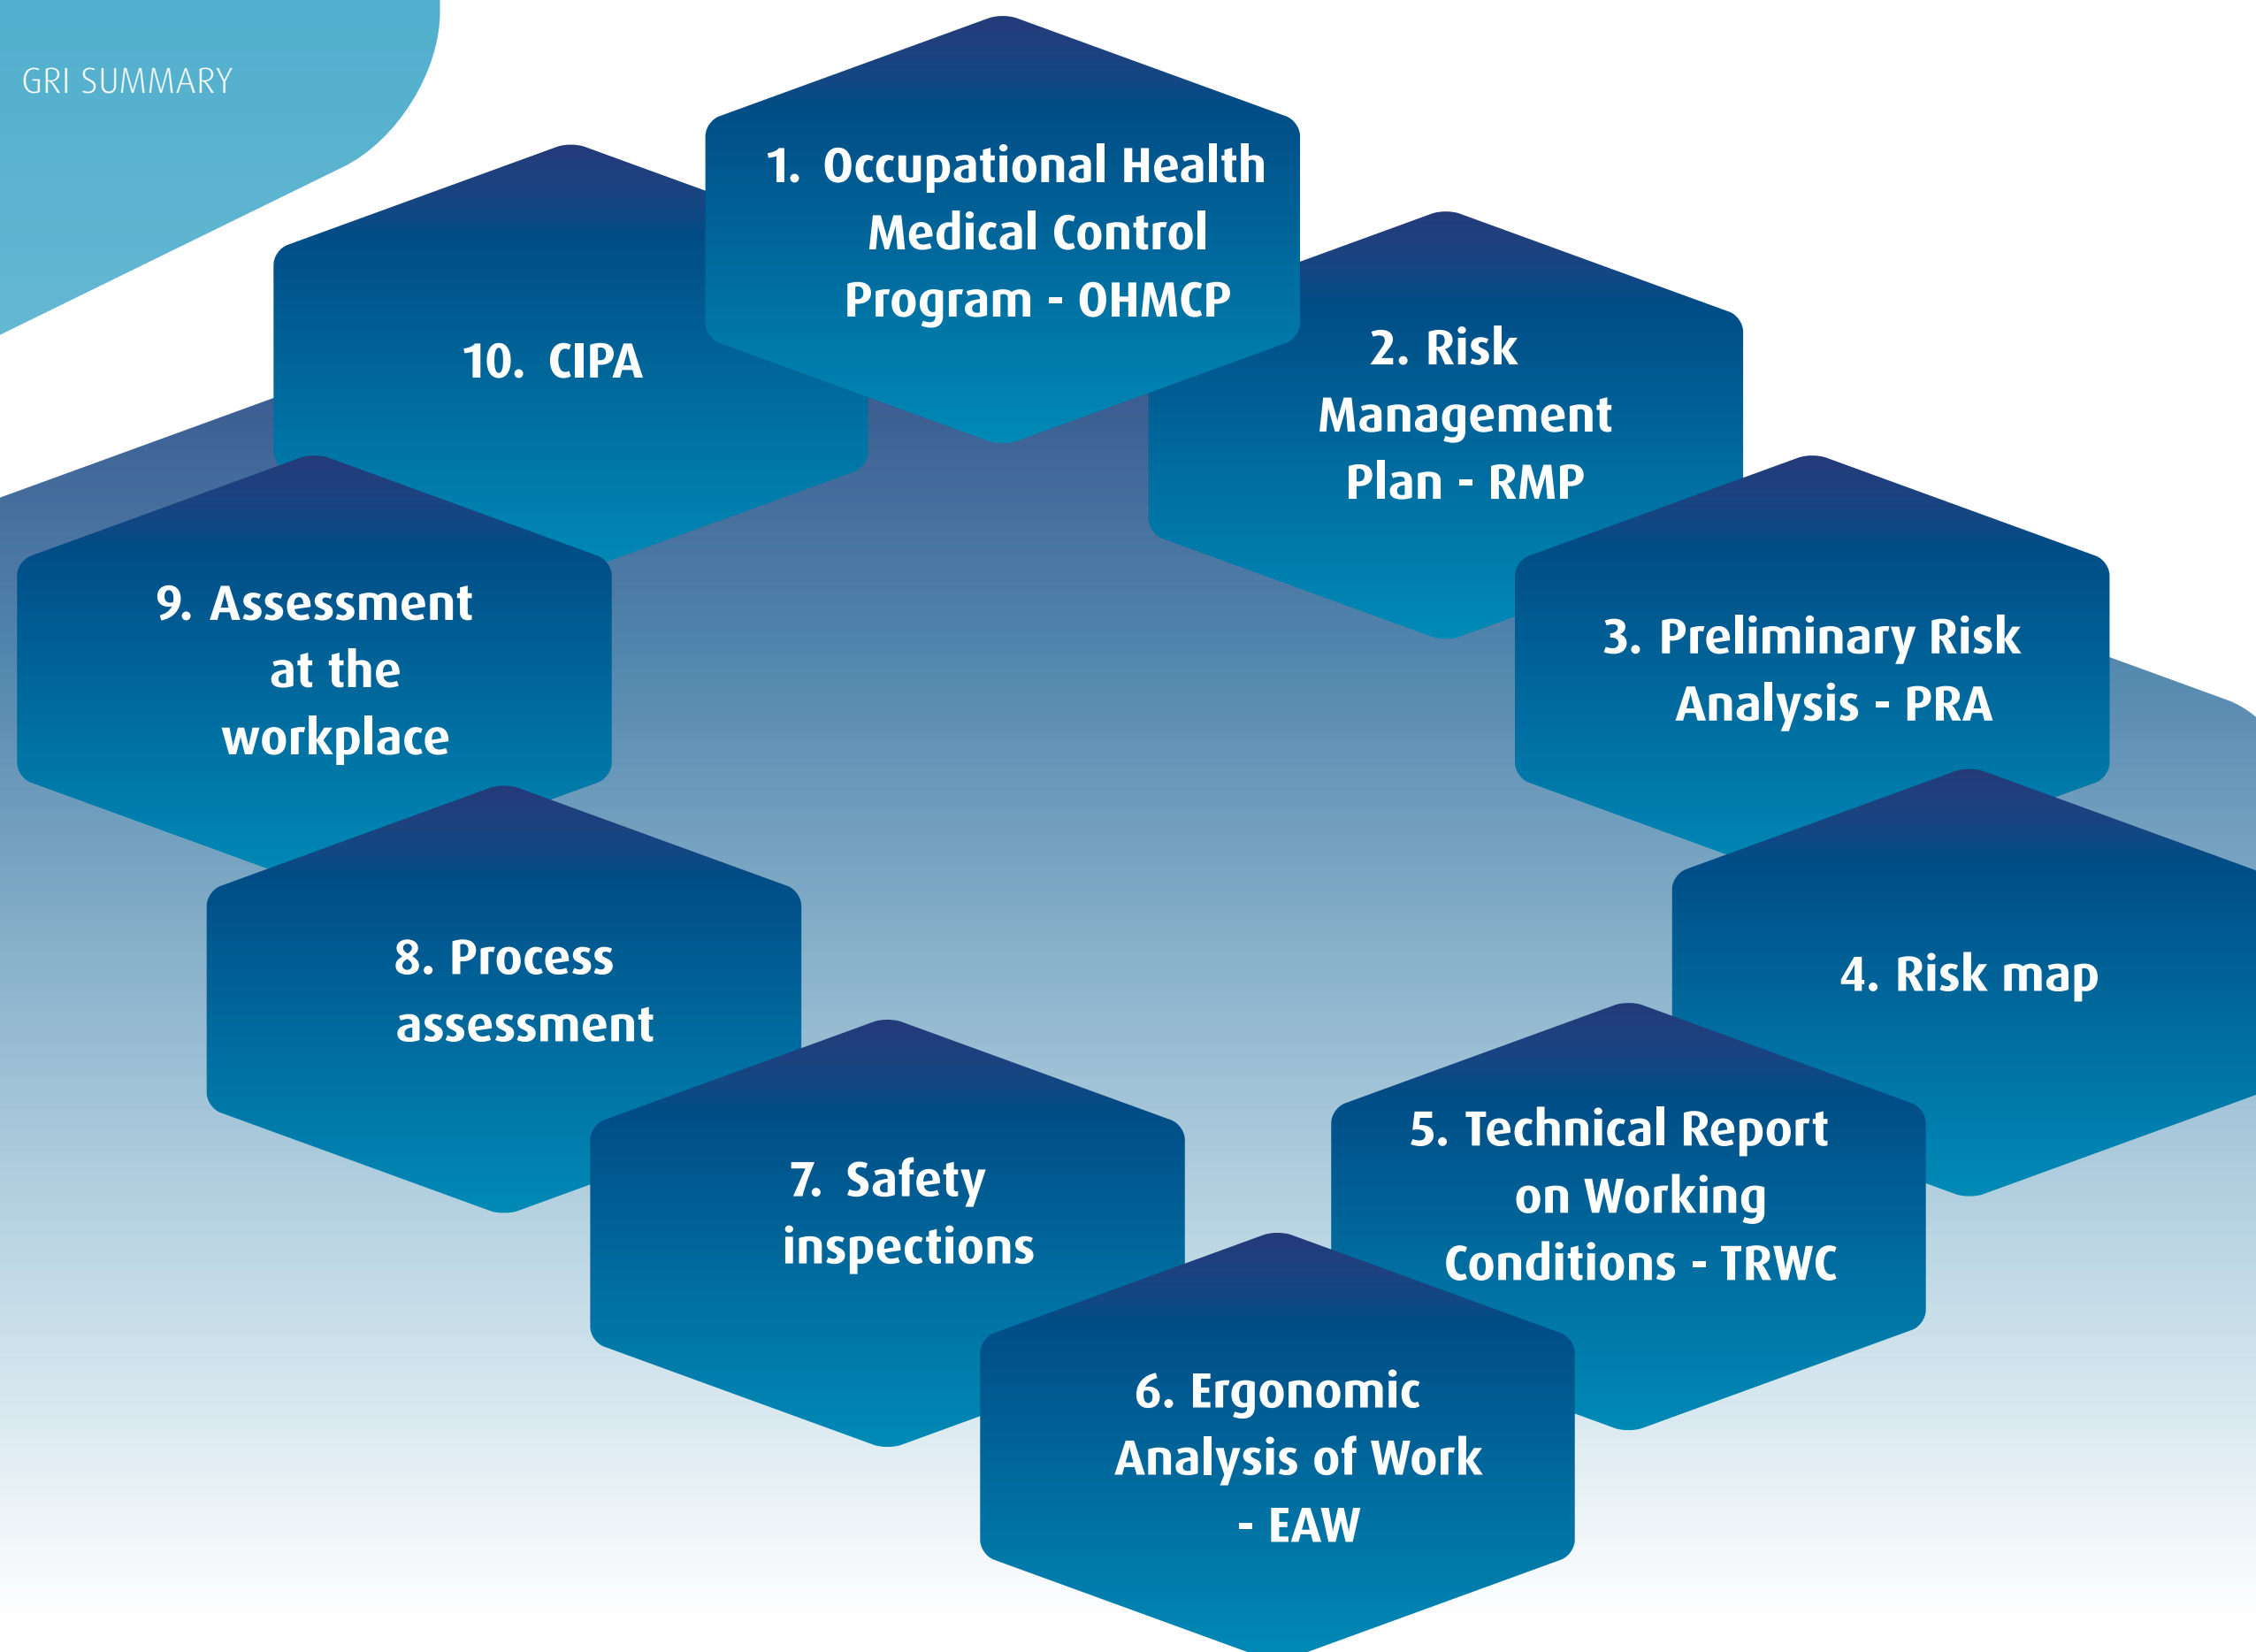 GRI SUMMARY
1. Occupational Health
Medical Control
Program - OHMCP
2. Risk
Management
Plan - RMP
3. Preliminary Risk
Analysis - PRA
4. Risk map
5. Technical Report
on Working
Conditions - TRWC
6. Ergonomic
Analysis of Work
- EAW
7. Safety
inspections
8. Process
assessment
9. Assessment
at the
workplace
10. CIPA